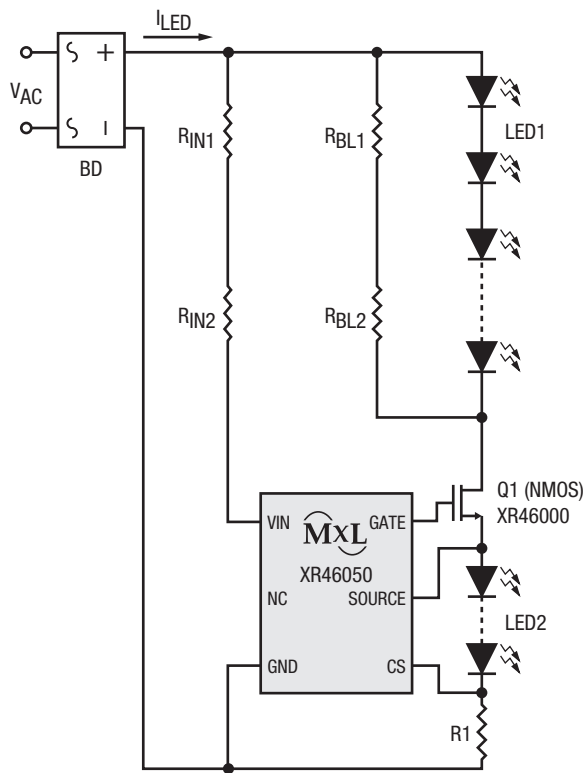 ILED
+
VAC
–
BD
RIN1
RBL1
LED1
RIN2
RBL2
VIN
MxL
GATE
Q1 (NMOS)
XR46000
XR46050
NC
SOURCE
LED2
GND
CS
R1